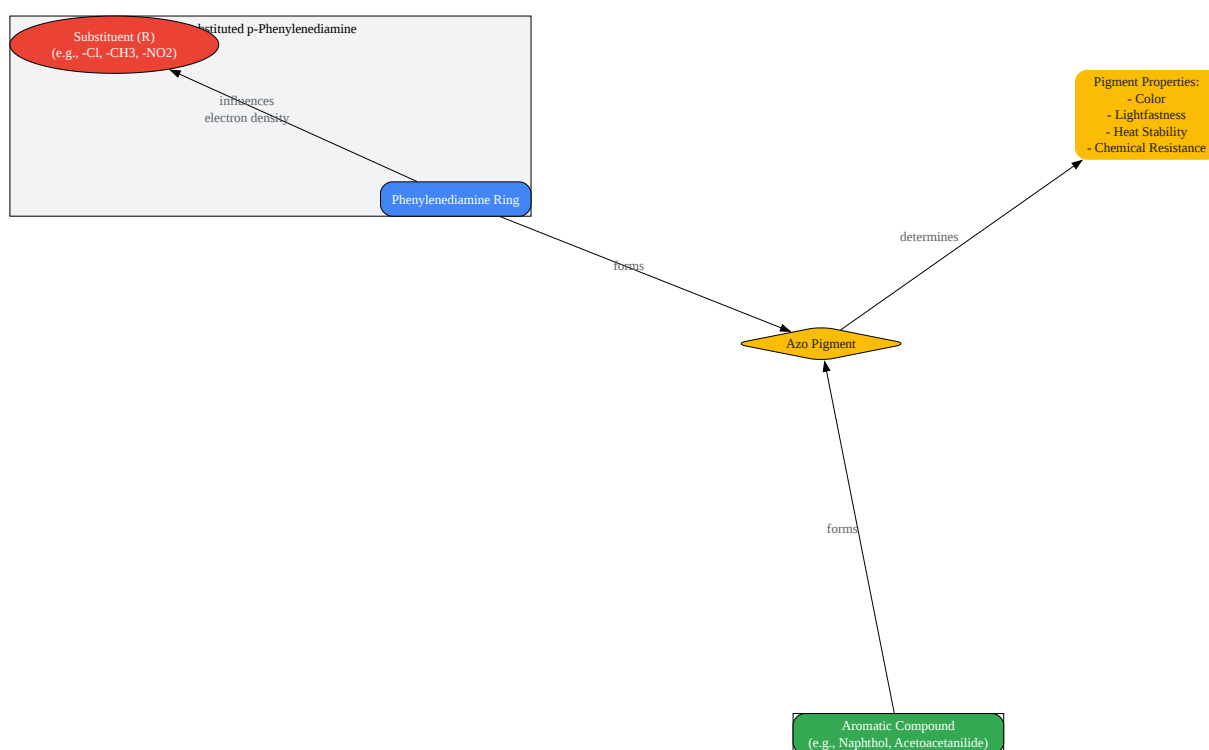 p-Phenylenediamine
Substituent (R)
(e.g., -Cl, -CH3, -NO2)
influences
electron density
Phenylenediamine Ring
forms
Pigment Properties:
- Color
- Lightfastness
- Heat Stability
- Chemical Resistance
determines
Azo Pigment
forms
Aromatic Compound
(e.g., Naphthol, Acetoacetanilide)